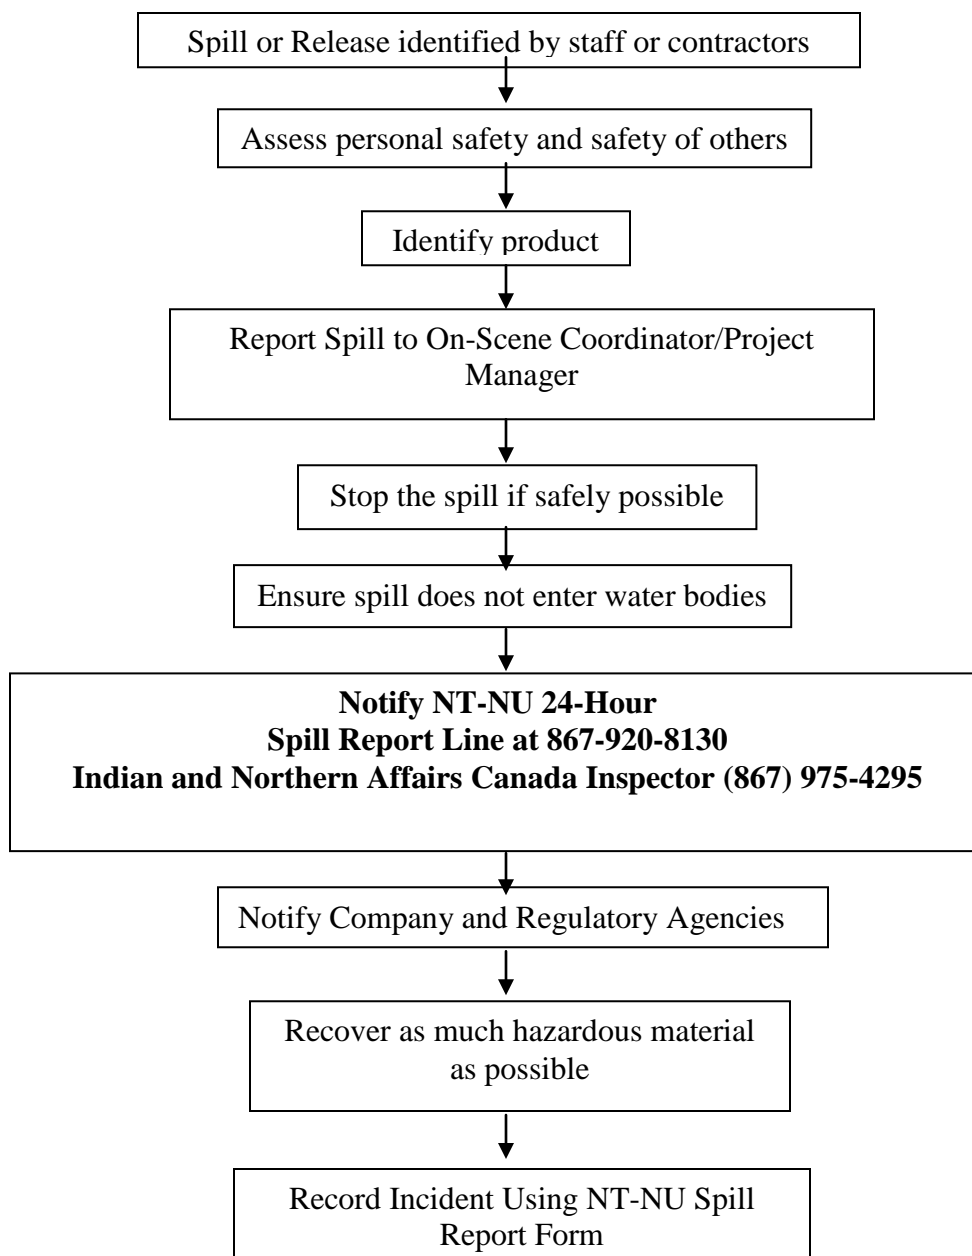 Spill or Release identified by staff or contractors
Assess personal safety and safety of others
Identify product
Report Spill to On-Scene Coordinator/Project
Manager
Stop the spill if safely possible
Ensure spill does not enter water bodies
Notify NT-NU 24-Hour
Spill Report Line at 867-920-8130
Indian and Northern Affairs Canada Inspector (867) 975-4295
Notify Company and Regulatory Agencies
Recover as much hazardous material
as possible
Record Incident Using NT-NU Spill
Report Form